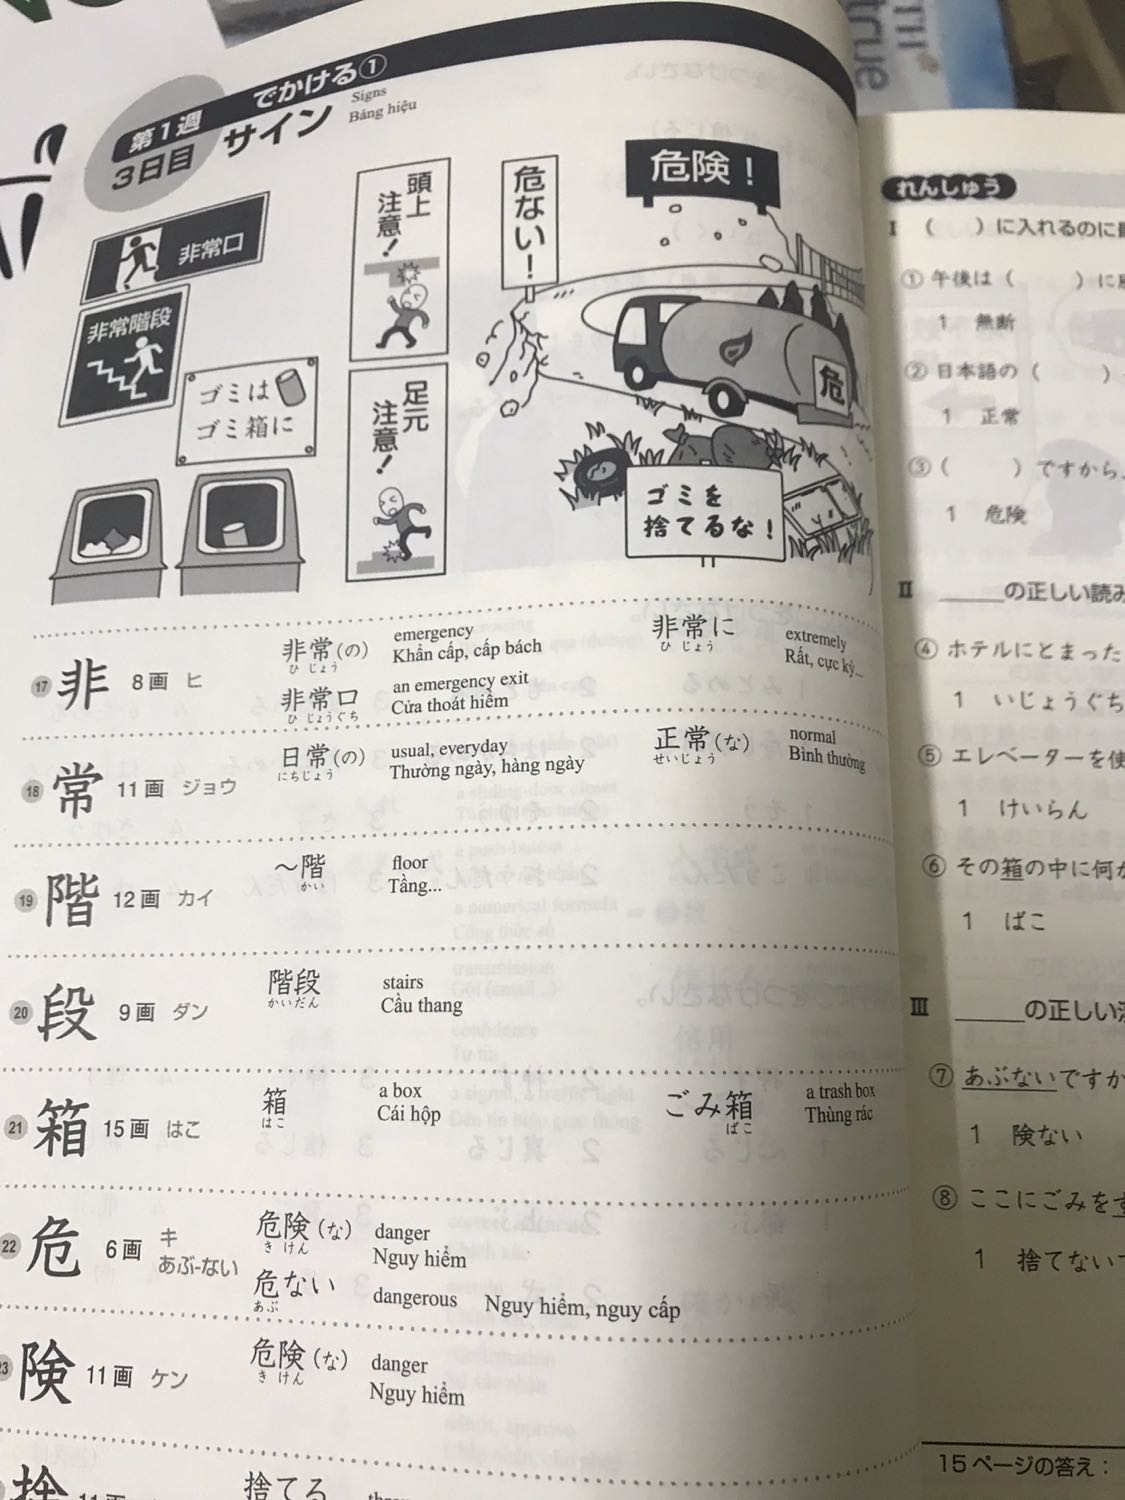 第1週
でかける①
3日目
サイン
Signs
Bảng hiệu
非常口
非常階段
ゴミは
ゴミ箱に
頭上
注意！
足元
注意！
危ない！
危険！
危
ゴミを
捨てるな！
17 非 8画 ヒ
非常(の) emergency
ひじょう Khẩn cấp, cấp bách
非常に extremely
ひじょう Rất, cực kỳ...
非常口 an emergency exit
ひじょうぐち Cửa thoát hiểm
18 常 11画 ジョウ
日常(の) usual, everyday
にちじょう Thường ngày, hàng ngày
正常(な) normal
せいじょう Bình thường
19 階 12画 カイ
～階 floor
かい Tầng...
20 段 9画 ダン
階段 stairs
かいだん Cầu thang
21 箱 15画 はこ
箱 a box
はこ Cái hộp
ごみ箱 a trash box
ばこ Thùng rác
22 危 6画 キ
あぶ-ない
危険(な) danger
きけん Nguy hiểm
危ない dangerous Nguy hiểm, nguy cấp
あぶ
23 険 11画 ケン
危険(な) danger
きけん Nguy hiểm
捨てる
れんしゅう
I （　）に入れるのに
① 午後は（　）に
1 無断
② 日本語の（　）
1 正常
③（　）ですから、
1 危険
II ＿＿の正しい読み
④ ホテルにとまった
1 いじょうぐち
⑤ エレベーターを使
1 けいらん
⑥ その箱の中に何か
1 ばこ
III ＿＿の正しい
⑦ あぶないですか
1 険ない
⑧ ここにごみをす
1 捨てない
15ページの答え：
TH
true